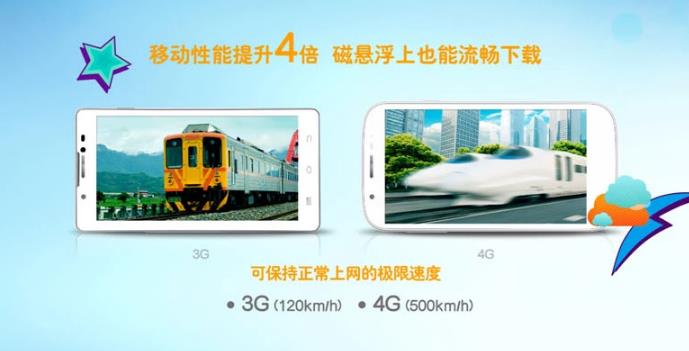 移动性能提升4倍 磁悬浮上也能流畅下载
3G
4G
可保持正常上网的极限速度
• 3G (120km/h) • 4G (500km/h)